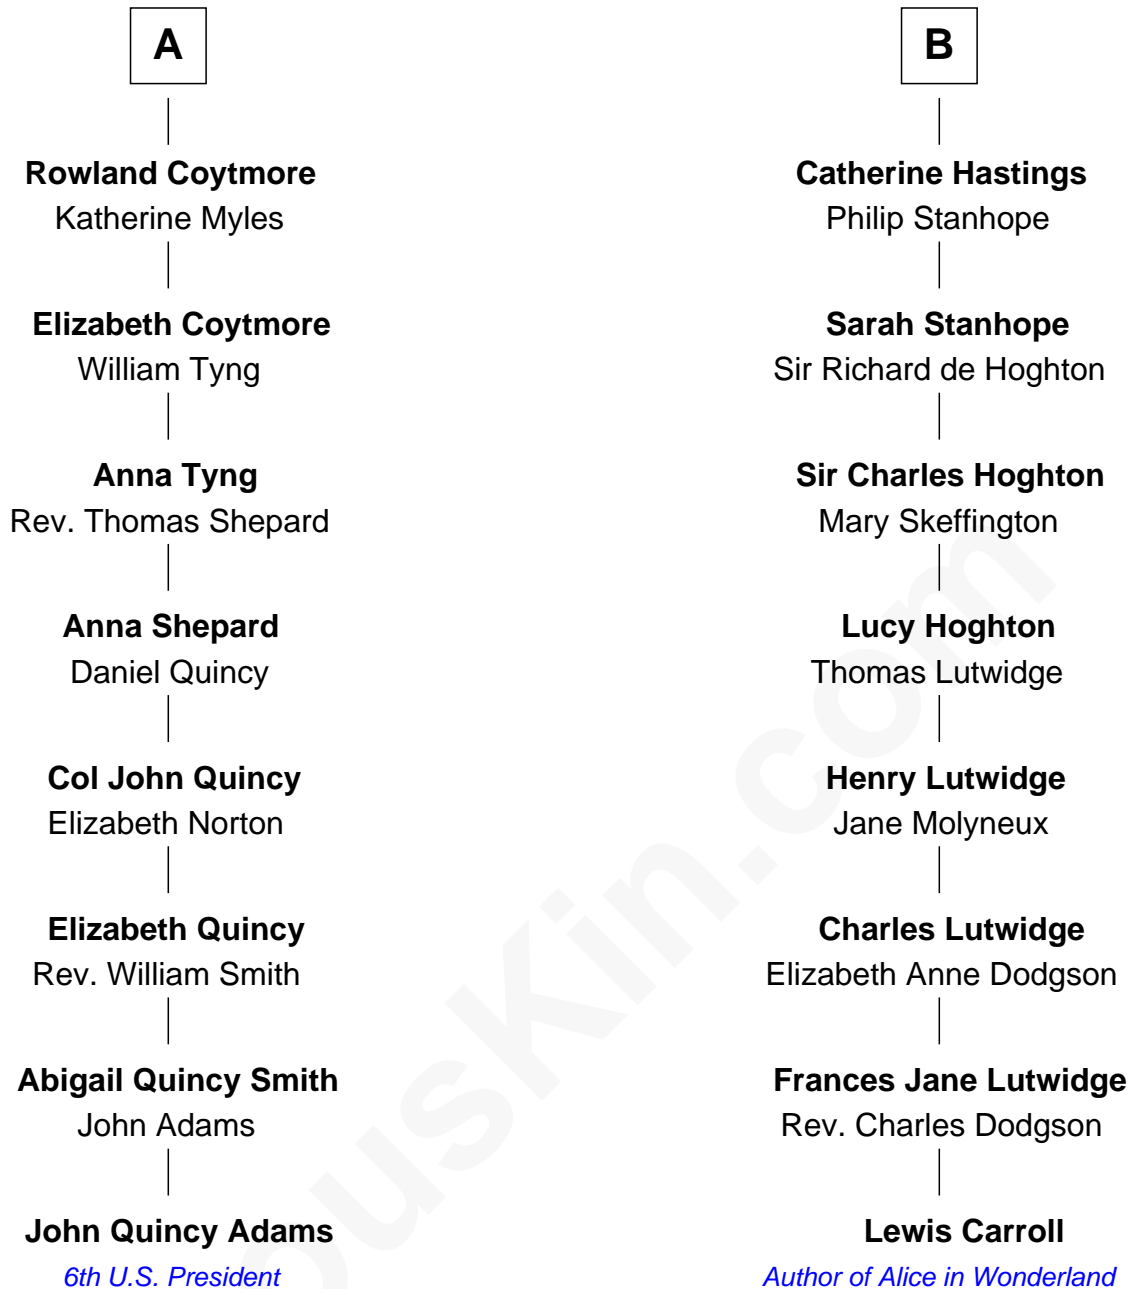 A
Rowland Coytmore
Katherine Myles
Elizabeth Coytmore
William Tyng
Anna Tyng
Rev. Thomas Shepard
Anna Shepard
Daniel Quincy
Col John Quincy
Elizabeth Norton
Elizabeth Quincy
Rev. William Smith
Abigail Quincy Smith
John Adams
John Quincy Adams
6th U.S. President
B
Catherine Hastings
Philip Stanhope
Sarah Stanhope
Sir Richard de Hoghton
Sir Charles Hoghton
Mary Skeffington
Lucy Hoghton
Thomas Lutwidge
Henry Lutwidge
Jane Molyneux
Charles Lutwidge
Elizabeth Anne Dodgson
Frances Jane Lutwidge
Rev. Charles Dodgson
Lewis Carroll
Author of Alice in Wonderland
ousKin.com